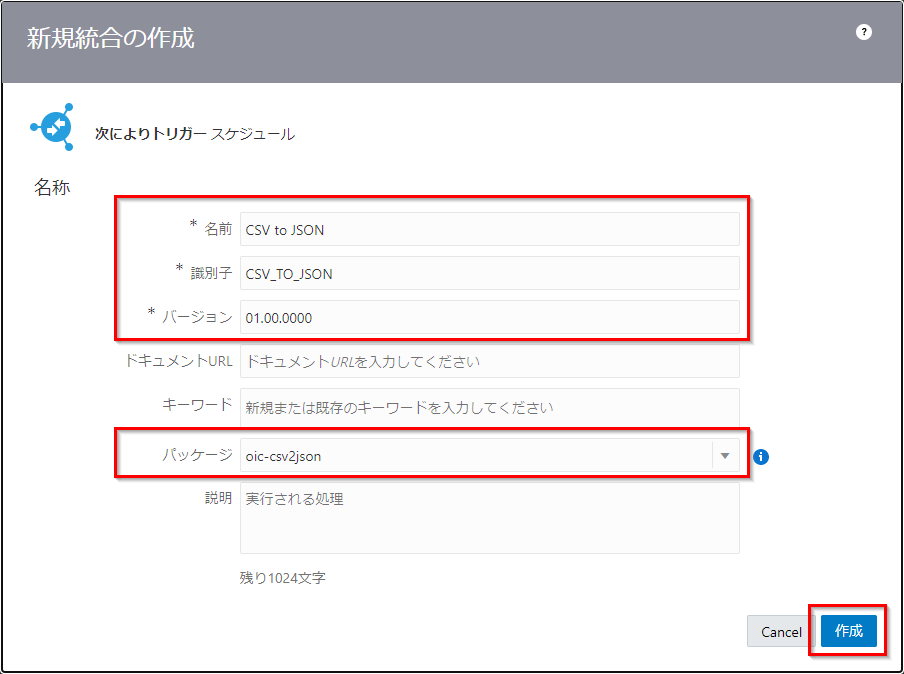 新規統合の作成
?
次によりトリガー スケジュール
名称
* 名前 CSV to JSON
* 識別子 CSV_TO_JSON
* バージョン 01.00.0000
ドキュメントURL ドキュメントURLを入力してください
キーワード 新規または既存のキーワードを入力してください
パッケージ oic-csv2json
i
説明 実行される処理
残り1024文字
Cancel 作成